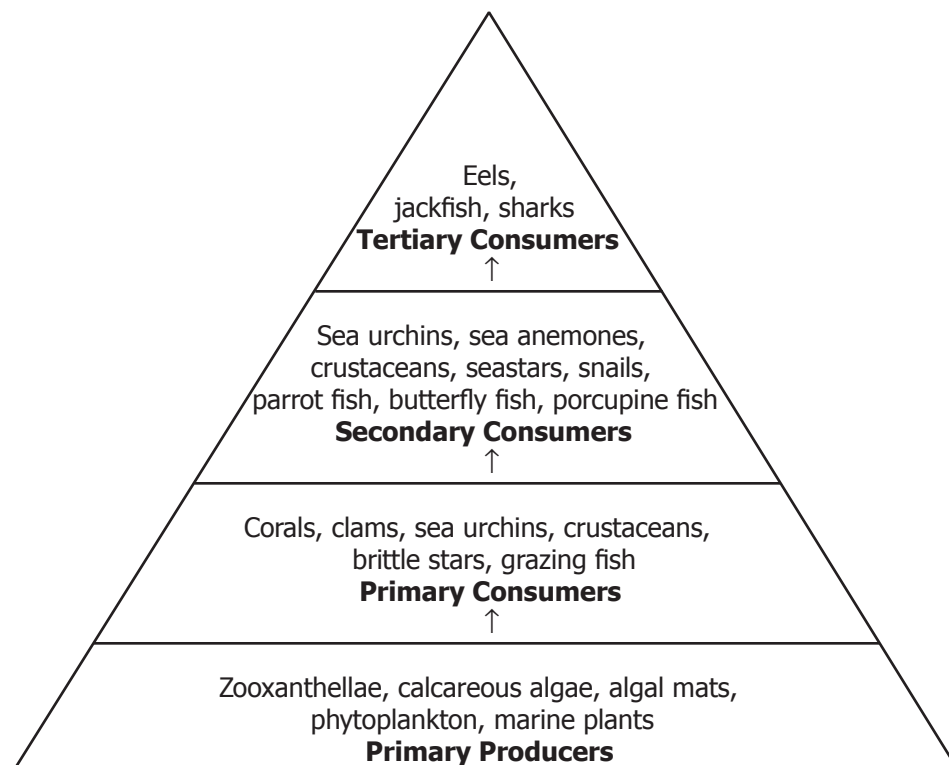 Eels,
jackfish, sharks
Tertiary Consumers
↑
Sea urchins, sea anemones,
crustaceans, seastars, snails,
parrot fish, butterfly fish, porcupine fish
Secondary Consumers
↑
Corals, clams, sea urchins, crustaceans,
brittle stars, grazing fish
Primary Consumers
↑
Zooxanthellae, calcareous algae, algal mats,
phytoplankton, marine plants
Primary Producers